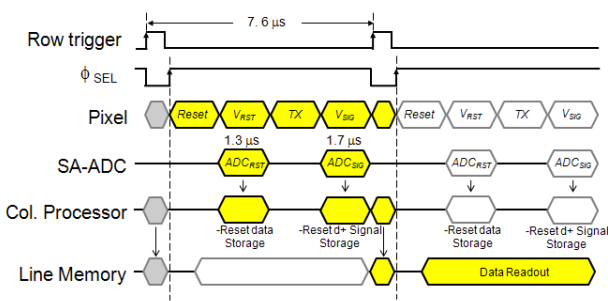 7. 6 μs
Row trigger
ϕ SEL
Pixel
Reset
VRST
TX
VSIG
Reset
VRST
TX
VSIG
1.3 μs
1.7 μs
SA-ADC
ADCRST
ADCSIG
ADCRST
ADCSIG
Col. Processor
-Reset data
Storage
-Reset d+ Signal
Storage
-Reset data
Storage
-Reset d+ Signal
Storage
Line Memory
Data Readout